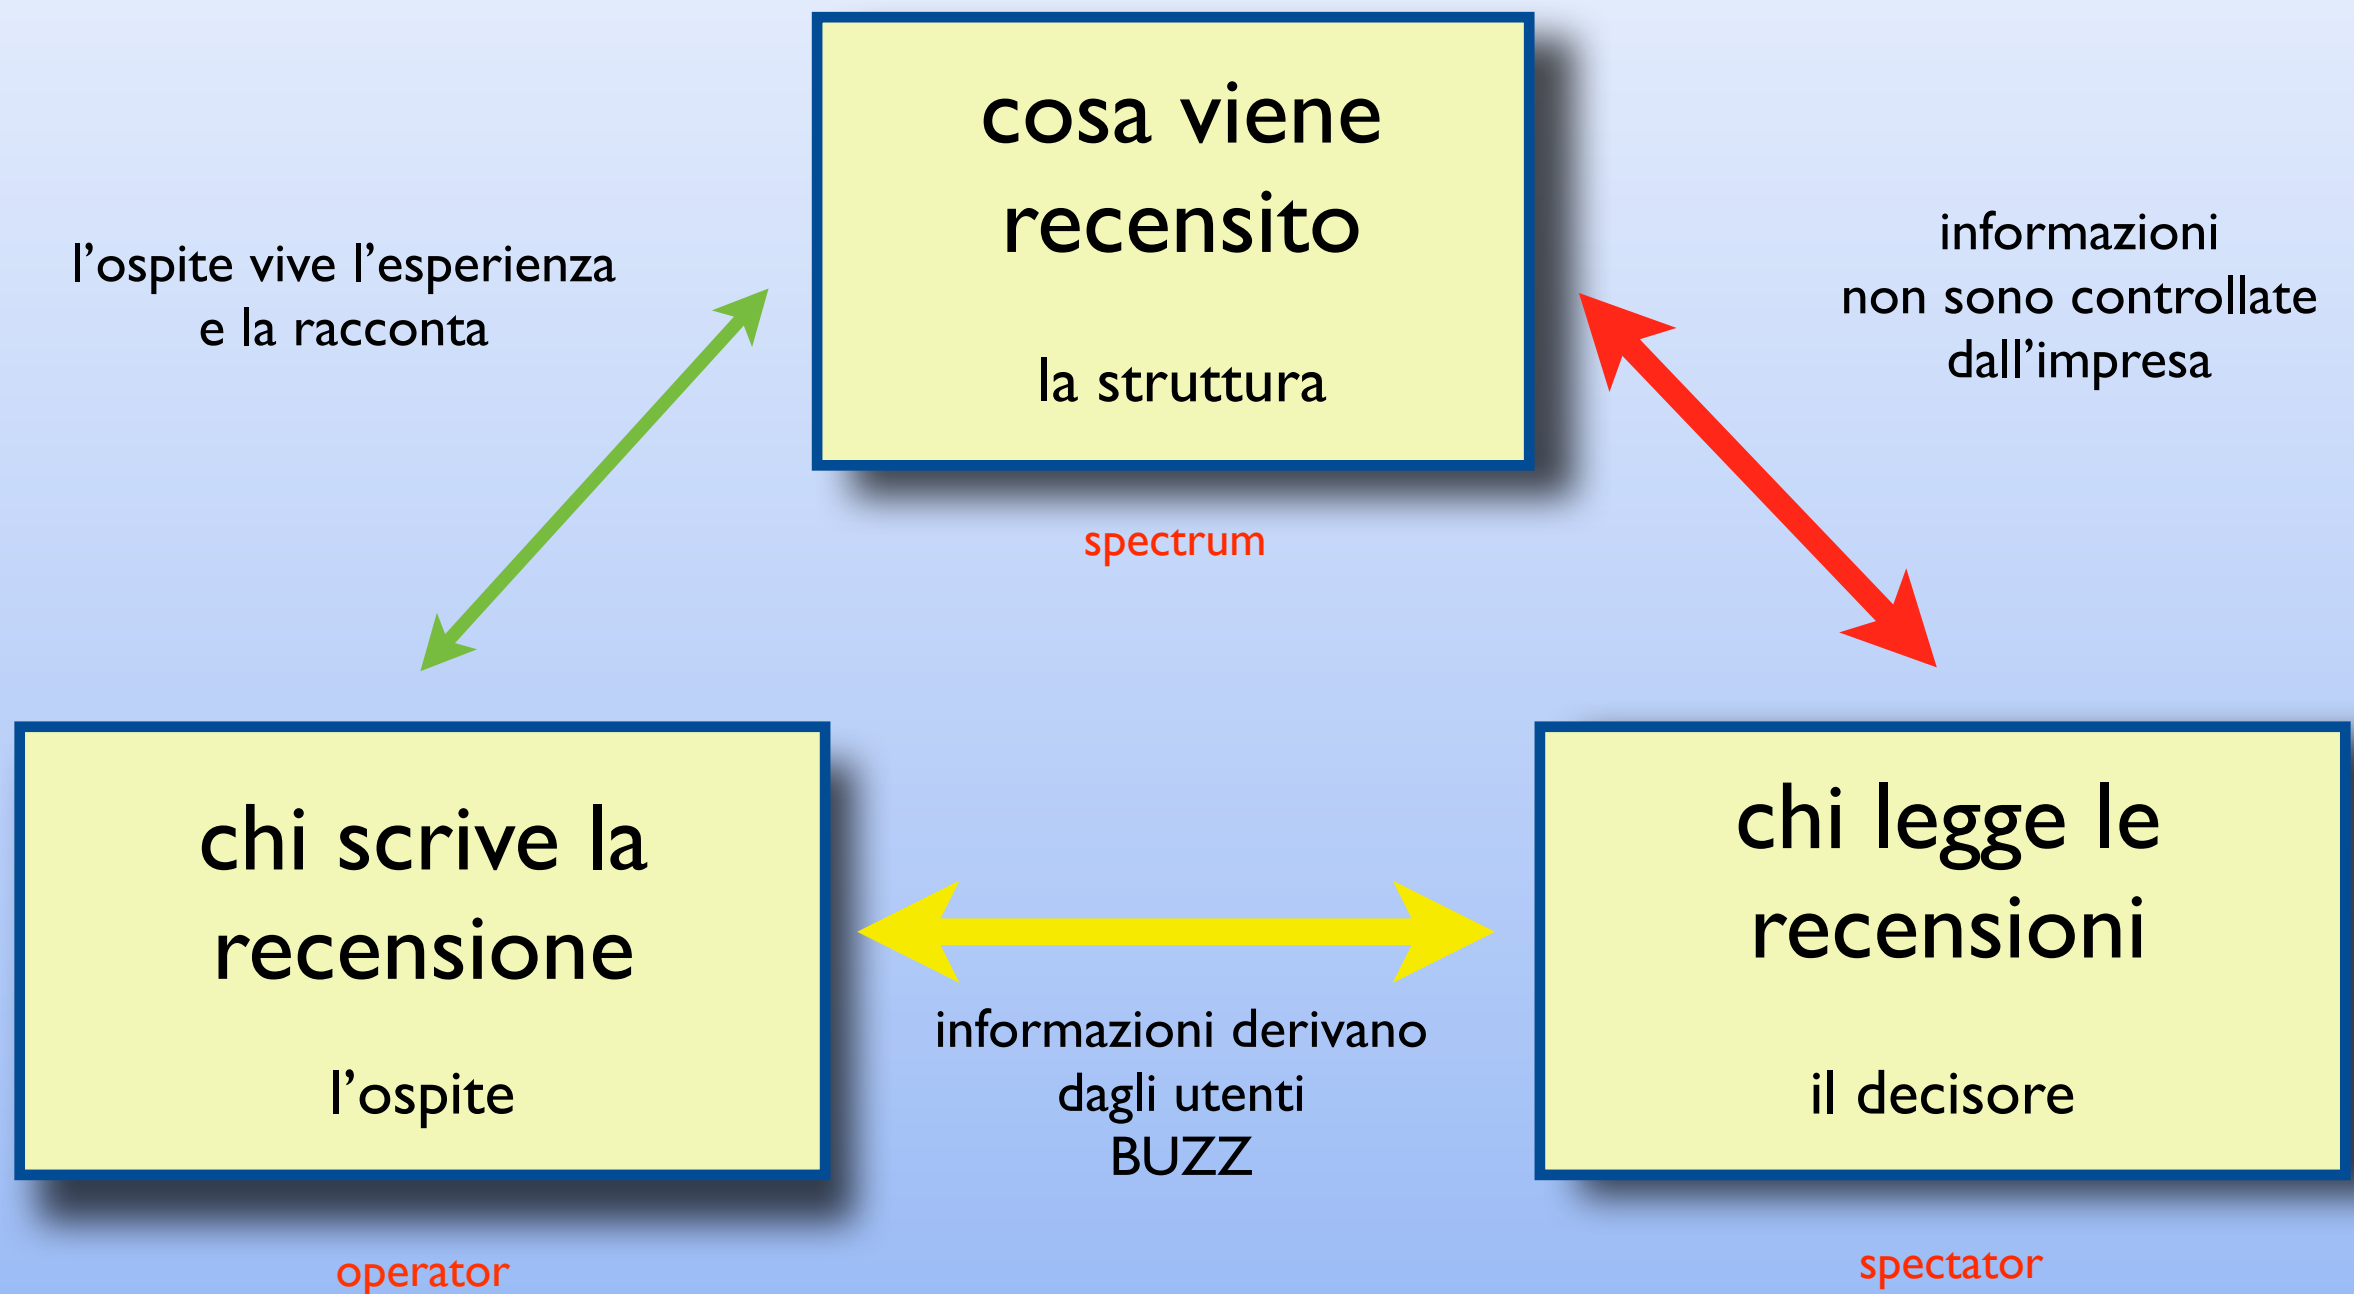 cosa viene
recensito
la struttura
spectrum
l’ospite vive l’esperienza
e la racconta
informazioni
non sono controllate
dall’impresa
chi scrive la
recensione
l’ospite
operator
informazioni derivano
dagli utenti
BUZZ
chi legge le
recensioni
il decisore
spectator